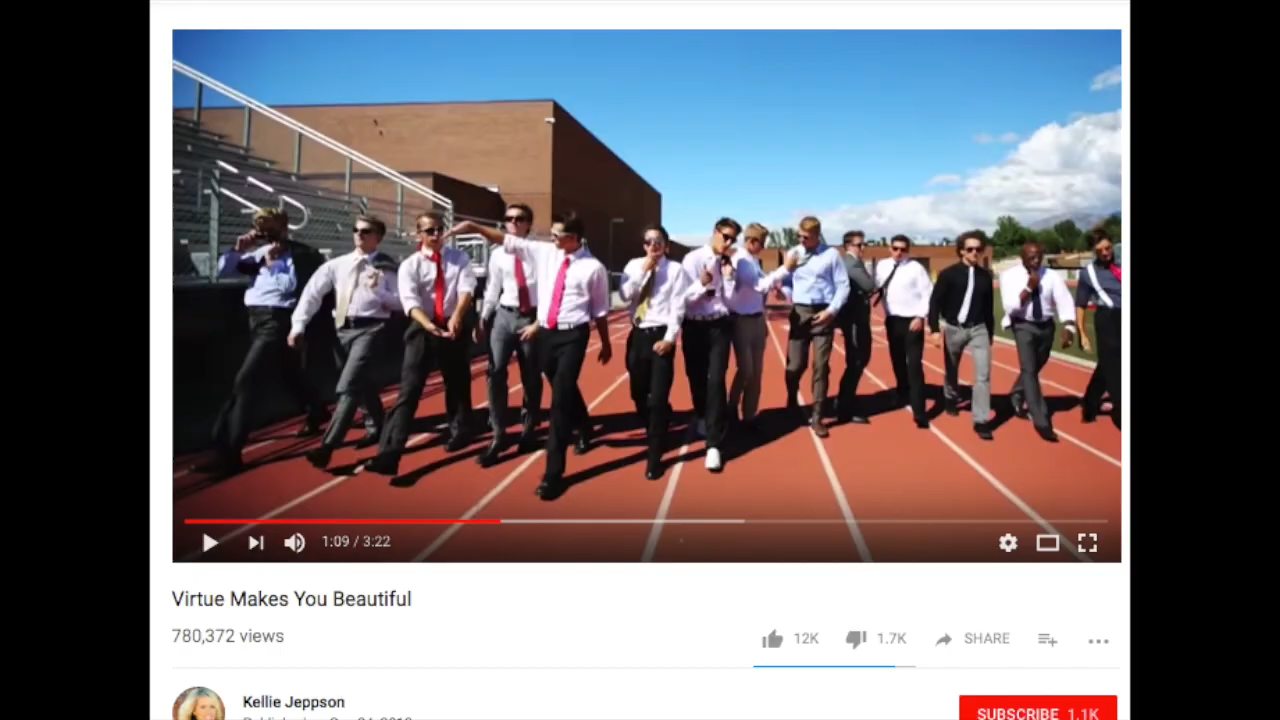 1:09 / 3:22
Virtue Makes You Beautiful
780,372 views
12K
1.7K
SHARE
Kellie Jeppson
SUBSCRIBE 1.1K